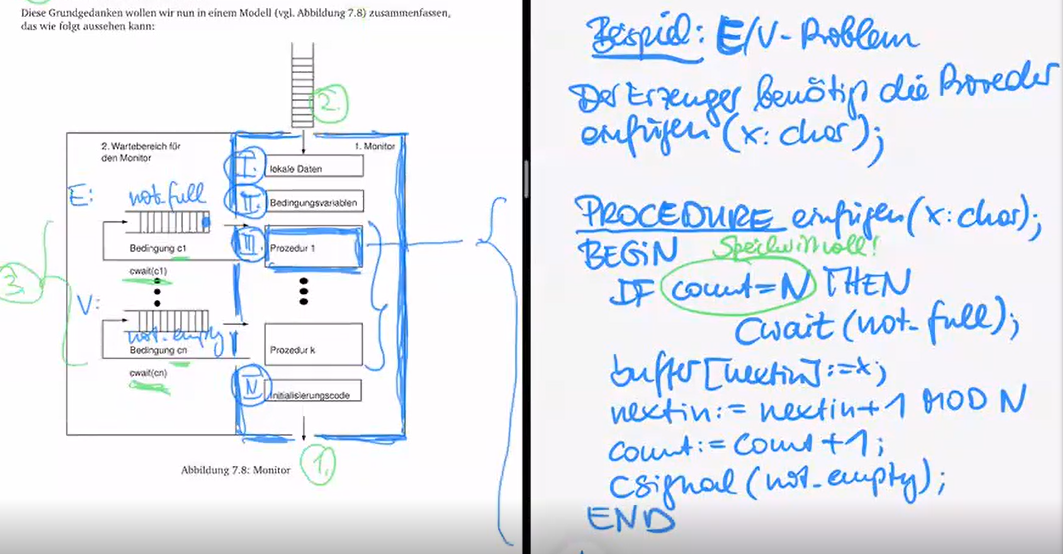 Diese Grundgedanken wollen wir nun in einem Modell (vgl. Abbildung 7.8) zusammenfassen,
das wie folgt aussehen kann:
2.
2. Wartebereich für
den Monitor
1. Monitor
I.
lokale Daten
E: not_full
II.
Bedingungsvariablen
III.
Prozedur 1
Bedingung c1
cwait(c1)
3.
V:
not_empty
Bedingung cn
cwait(cn)
Prozedur k
IV
Initialisierungscode
1.
Abbildung 7.8: Monitor
Beispiel: E/V-Problem
Der Erzeuger benötigt die Prozedur
einfügen (x: char);
PROCEDURE einfügen (x: char);
BEGIN
voll!
IF count=N THEN
cwait (not_full);
buffer [nextin] := x;
nextin := nextin+1 MOD N
count := count+1;
csignal (not_empty);
END